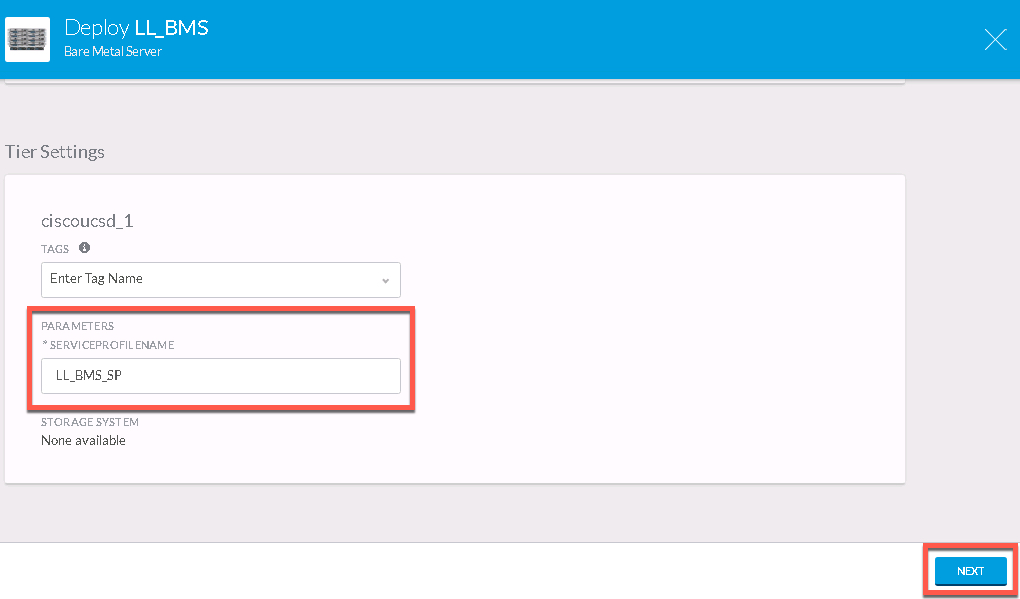 Deploy LL_BMS
Bare Metal Server
Tier Settings
ciscoucsd_1
TAGS
Enter Tag Name
PARAMETERS
* SERVICEPROFILENAME
LL_BMS_SP
STORAGE SYSTEM
None available
NEXT